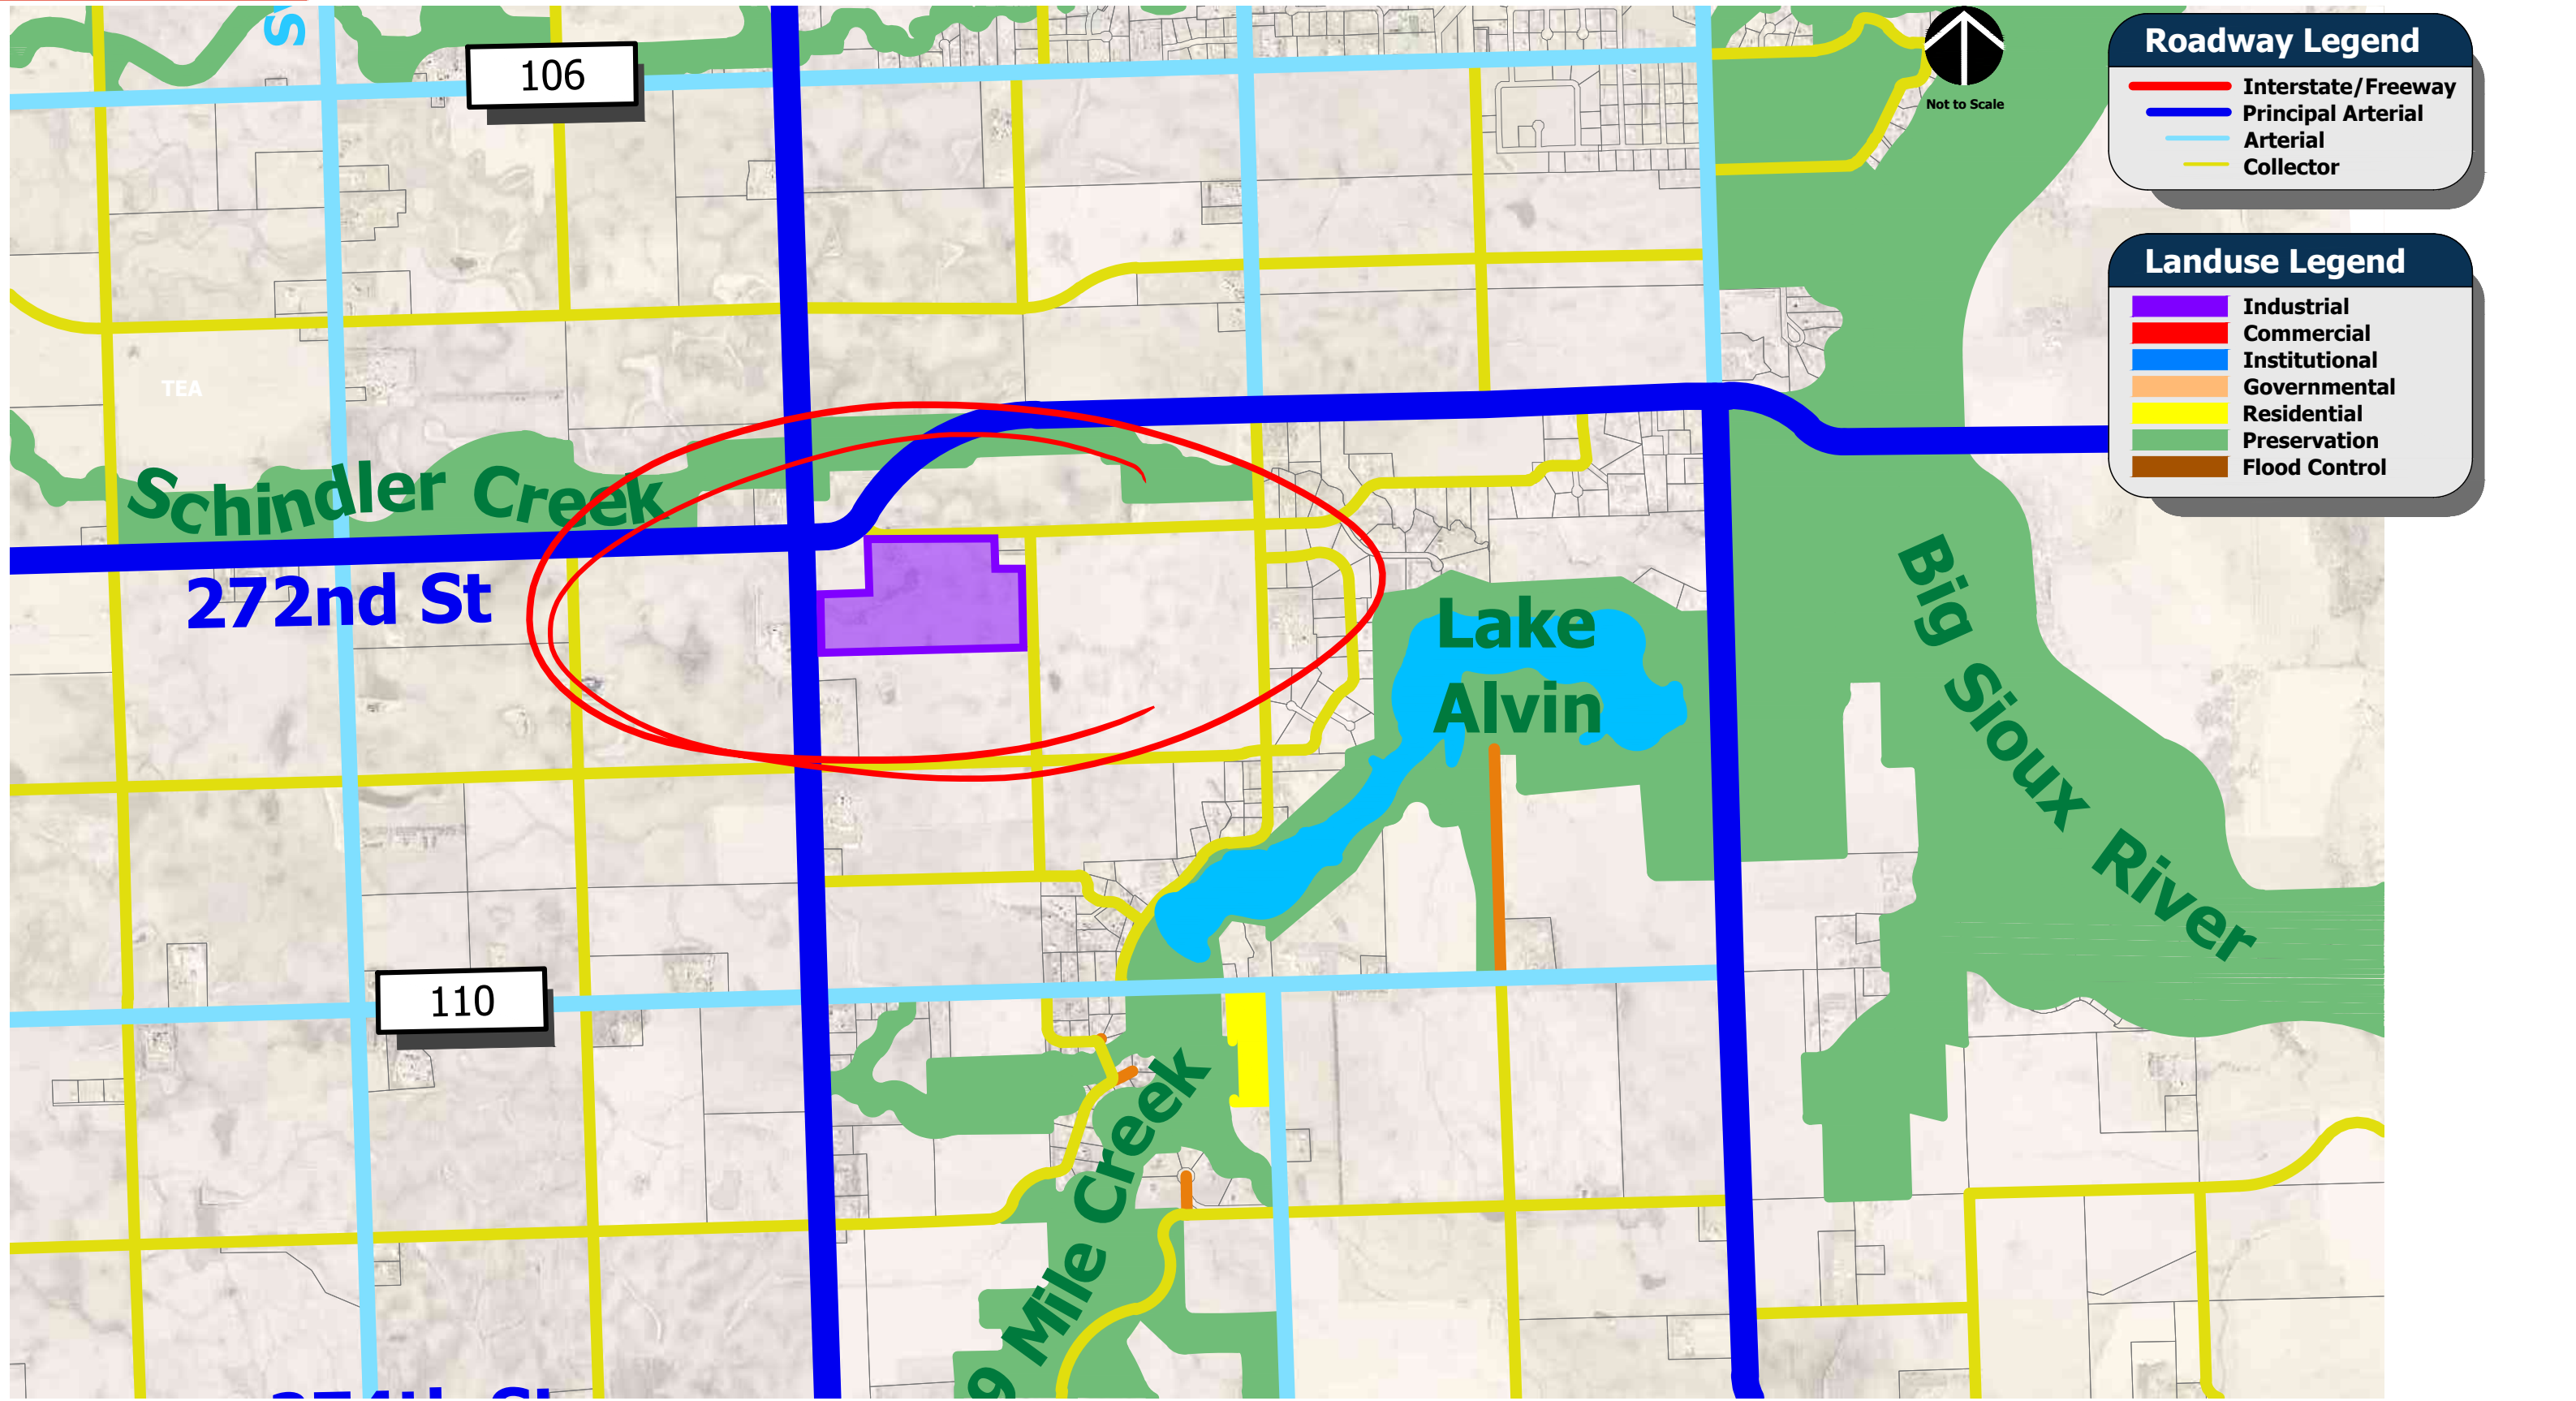 106
Not to Scale
Roadway Legend
Interstate/Freeway
Principal Arterial
Arterial
Collector
Landuse Legend
Industrial
Commercial
Institutional
Governmental
Residential
Preservation
Flood Control
TEA
Schindler Creek
272nd St
Lake
Alvin
Big Sioux River
110
9 Mile Creek